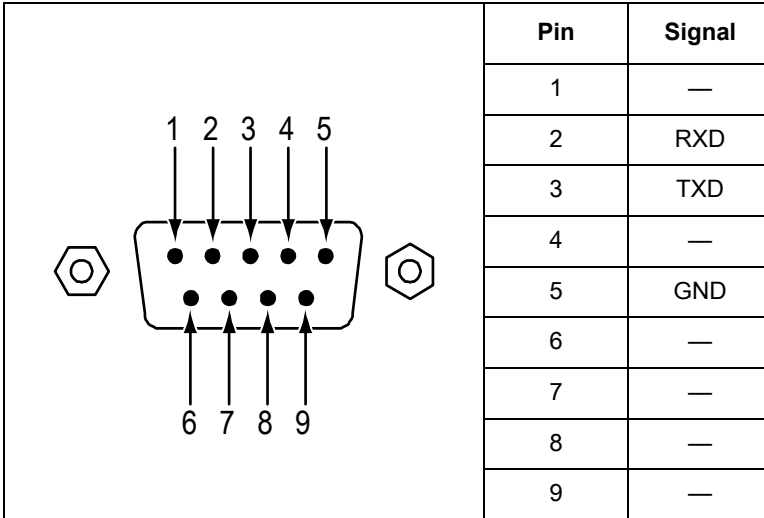 1 2 3 4 5
6 7 8 9
Pin Signal
1 —
2 RXD
3 TXD
4 —
5 GND
6 —
7 —
8 —
9 —